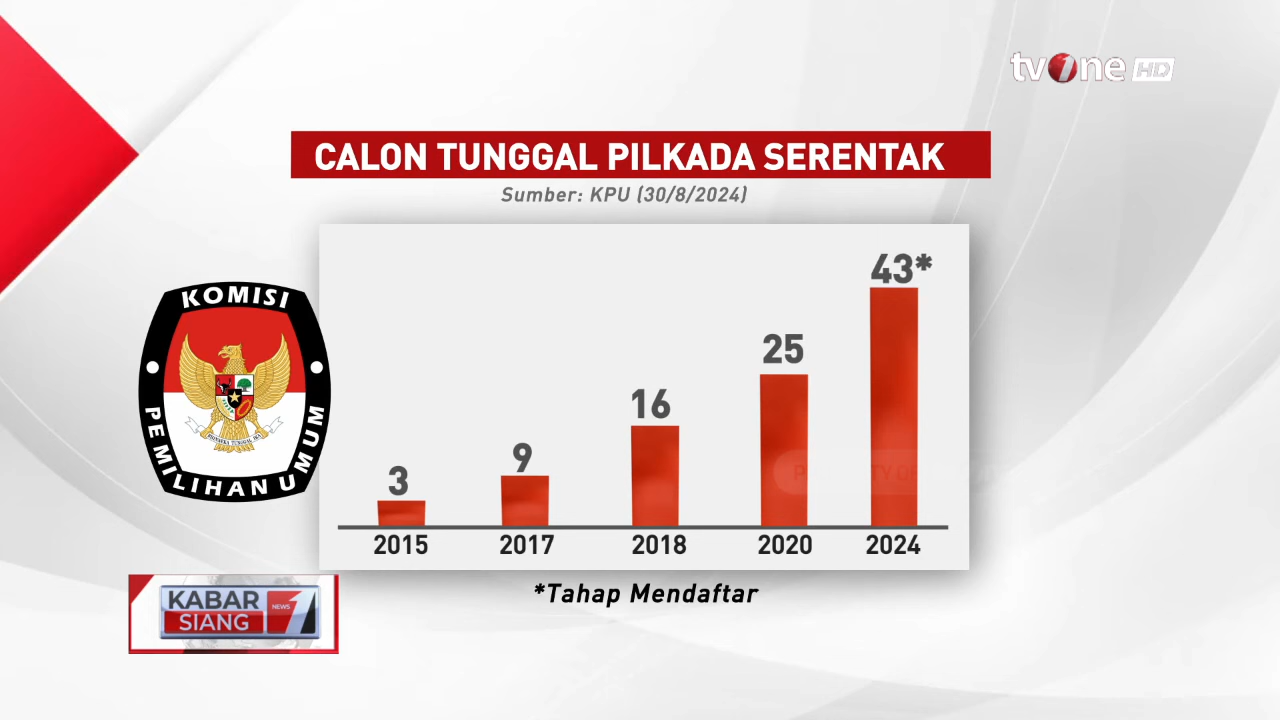 tvOne HD
CALON TUNGGAL PILKADA SERENTAK
Sumber: KPU (30/8/2024)
KOMISI
PEMILIHAN UMUM
43*
25
16
9
3
2015 2017 2018 2020 2024
*Tahap Mendaftar
KABAR
SIANG
NEWS 1